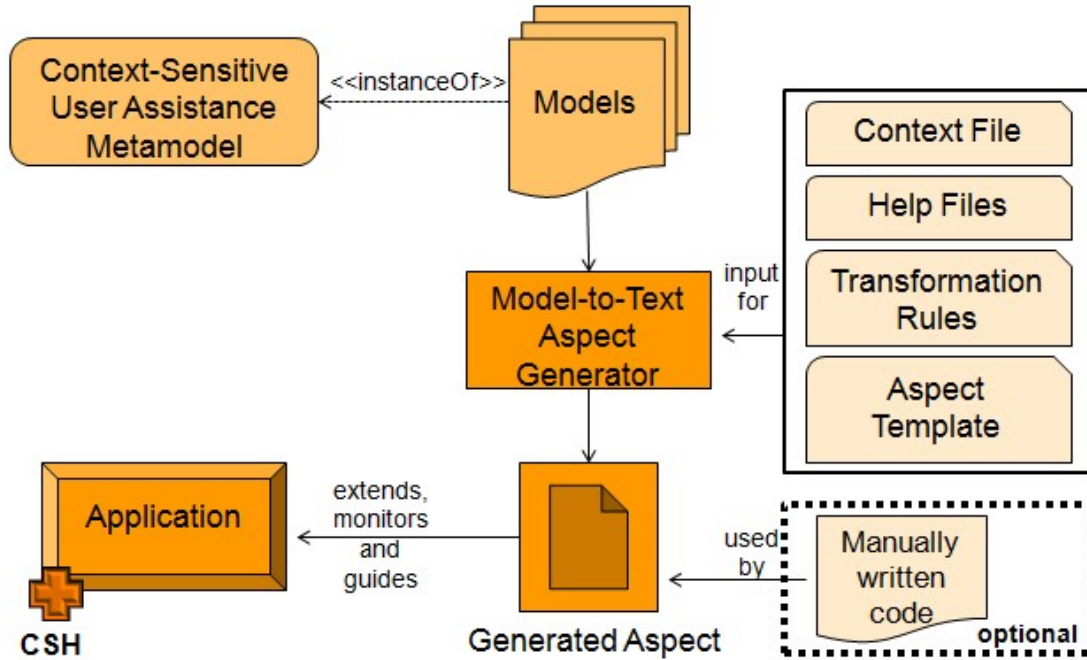 Context-Sensitive
User Assistance
Metamodel
<<instanceOf>>
Models
Context File
Help Files
Transformation
Rules
Aspect
Template
input
for
Model-to-Text
Aspect
Generator
Application
CSH
extends,
monitors
and
guides
Generated Aspect
used
by
Manually
written
code
optional